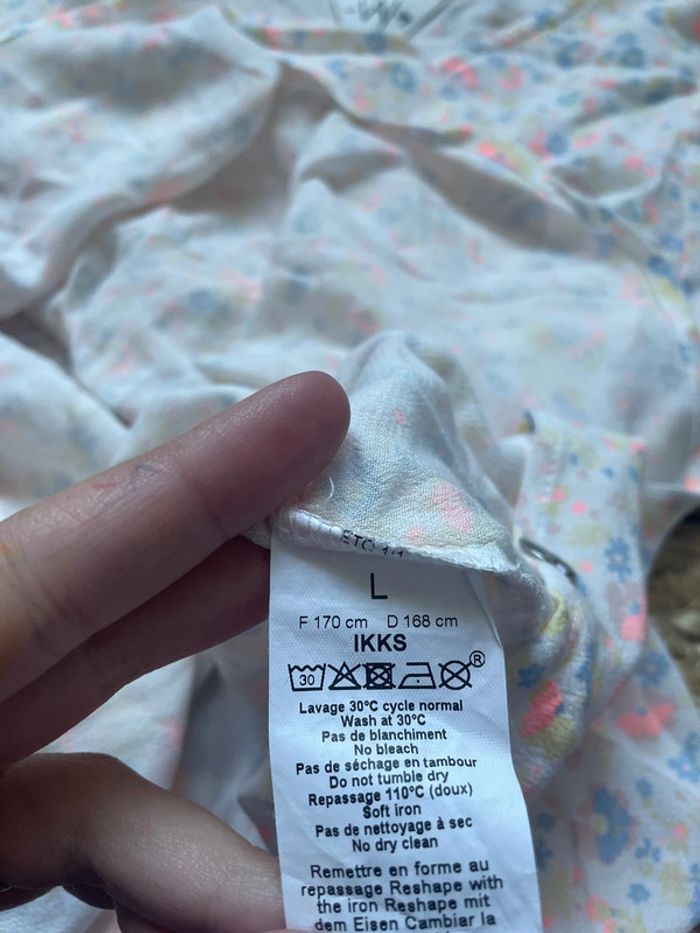 L
F 170 cm D 168 cm
IKKS
30 ®
Lavage 30°C cycle normal
Wash at 30°C
Pas de blanchiment
No bleach
Pas de séchage en tambour
Do not tumble dry
Repassage 110°C (doux)
Soft iron
Pas de nettoyage à sec
No dry clean
Remettre en forme au
repassage Reshape with
the iron Reshape mit
dem Eisen Cambiar la